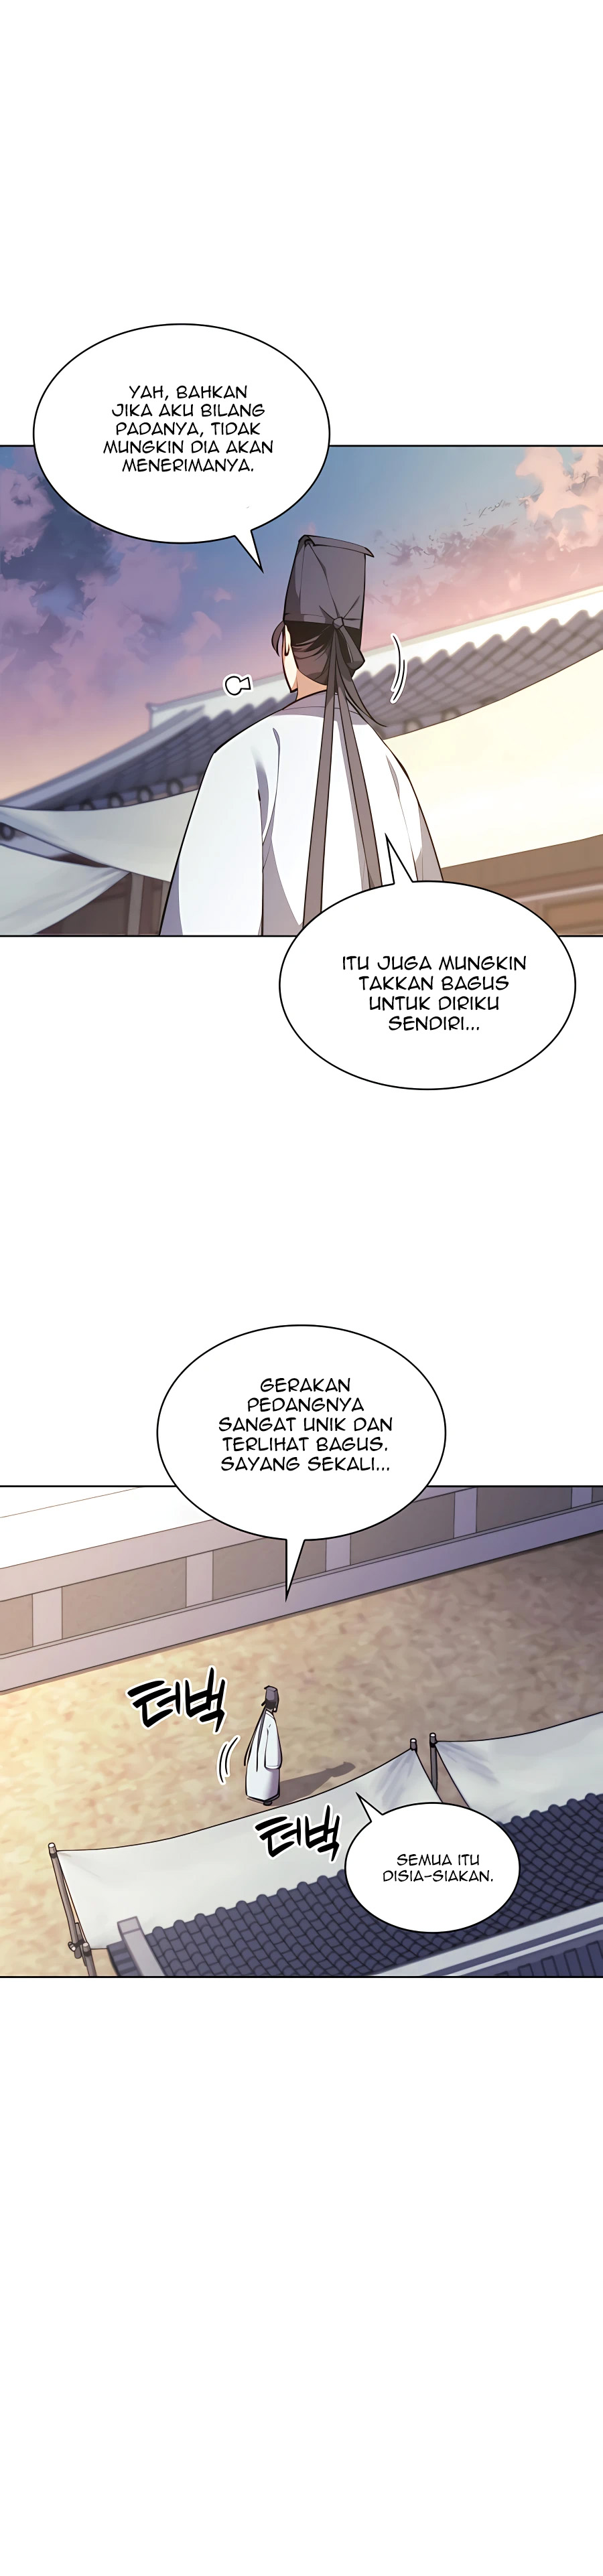 YAH, BAHKAN
JIKA AKU BILANG
PADANYA, TIDAK
MUNGKIN DIA AKAN
MENERIMANYA.
ITU JUGA MUNGKIN
TAKKAN BAGUS
UNTUK DIRIKU
SENDIRI...
GERAKAN
PEDANGNYA
SANGAT UNIK DAN
TERLIHAT BAGUS.
SAYANG SEKALI...
터벅
터벅
SEMUA ITU
DISIA-SIAKAN.